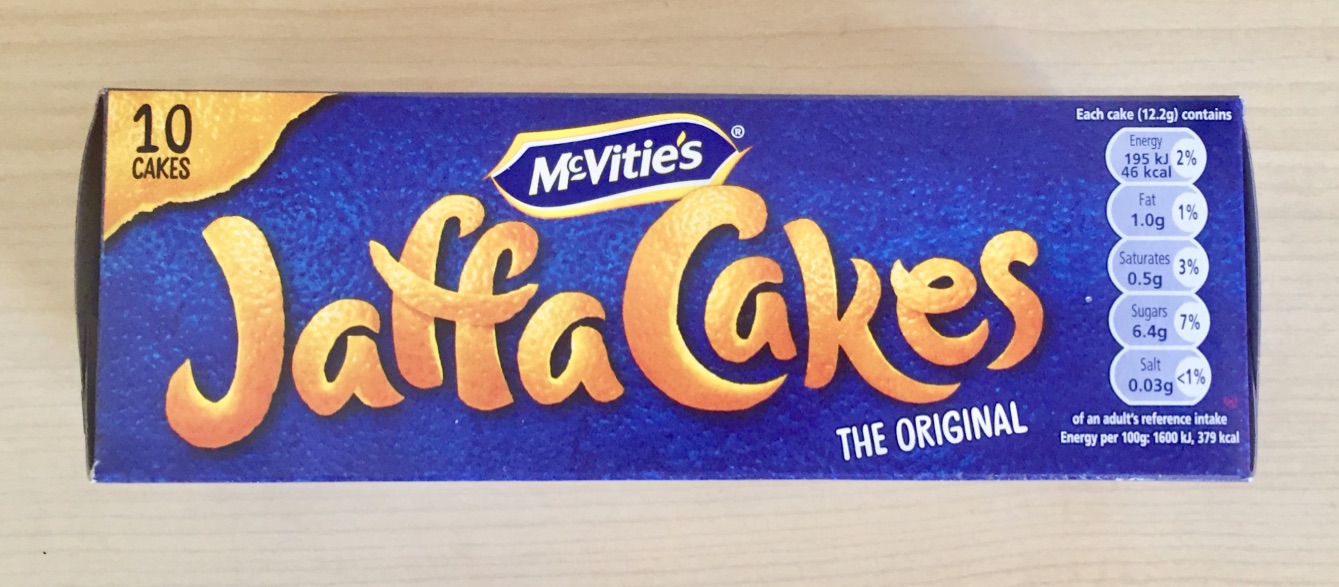 10
CAKES
McVitie's ®
Jaffa Cakes
THE ORIGINAL
Each cake (12.2g) contains
Energy
195 kJ 2%
46 kcal
Fat
1.0g 1%
Saturates
0.5g 3%
Sugars
6.4g 7%
Salt
0.03g <1%
of an adult's reference intake
Energy per 100g: 1600 kJ, 379 kcal